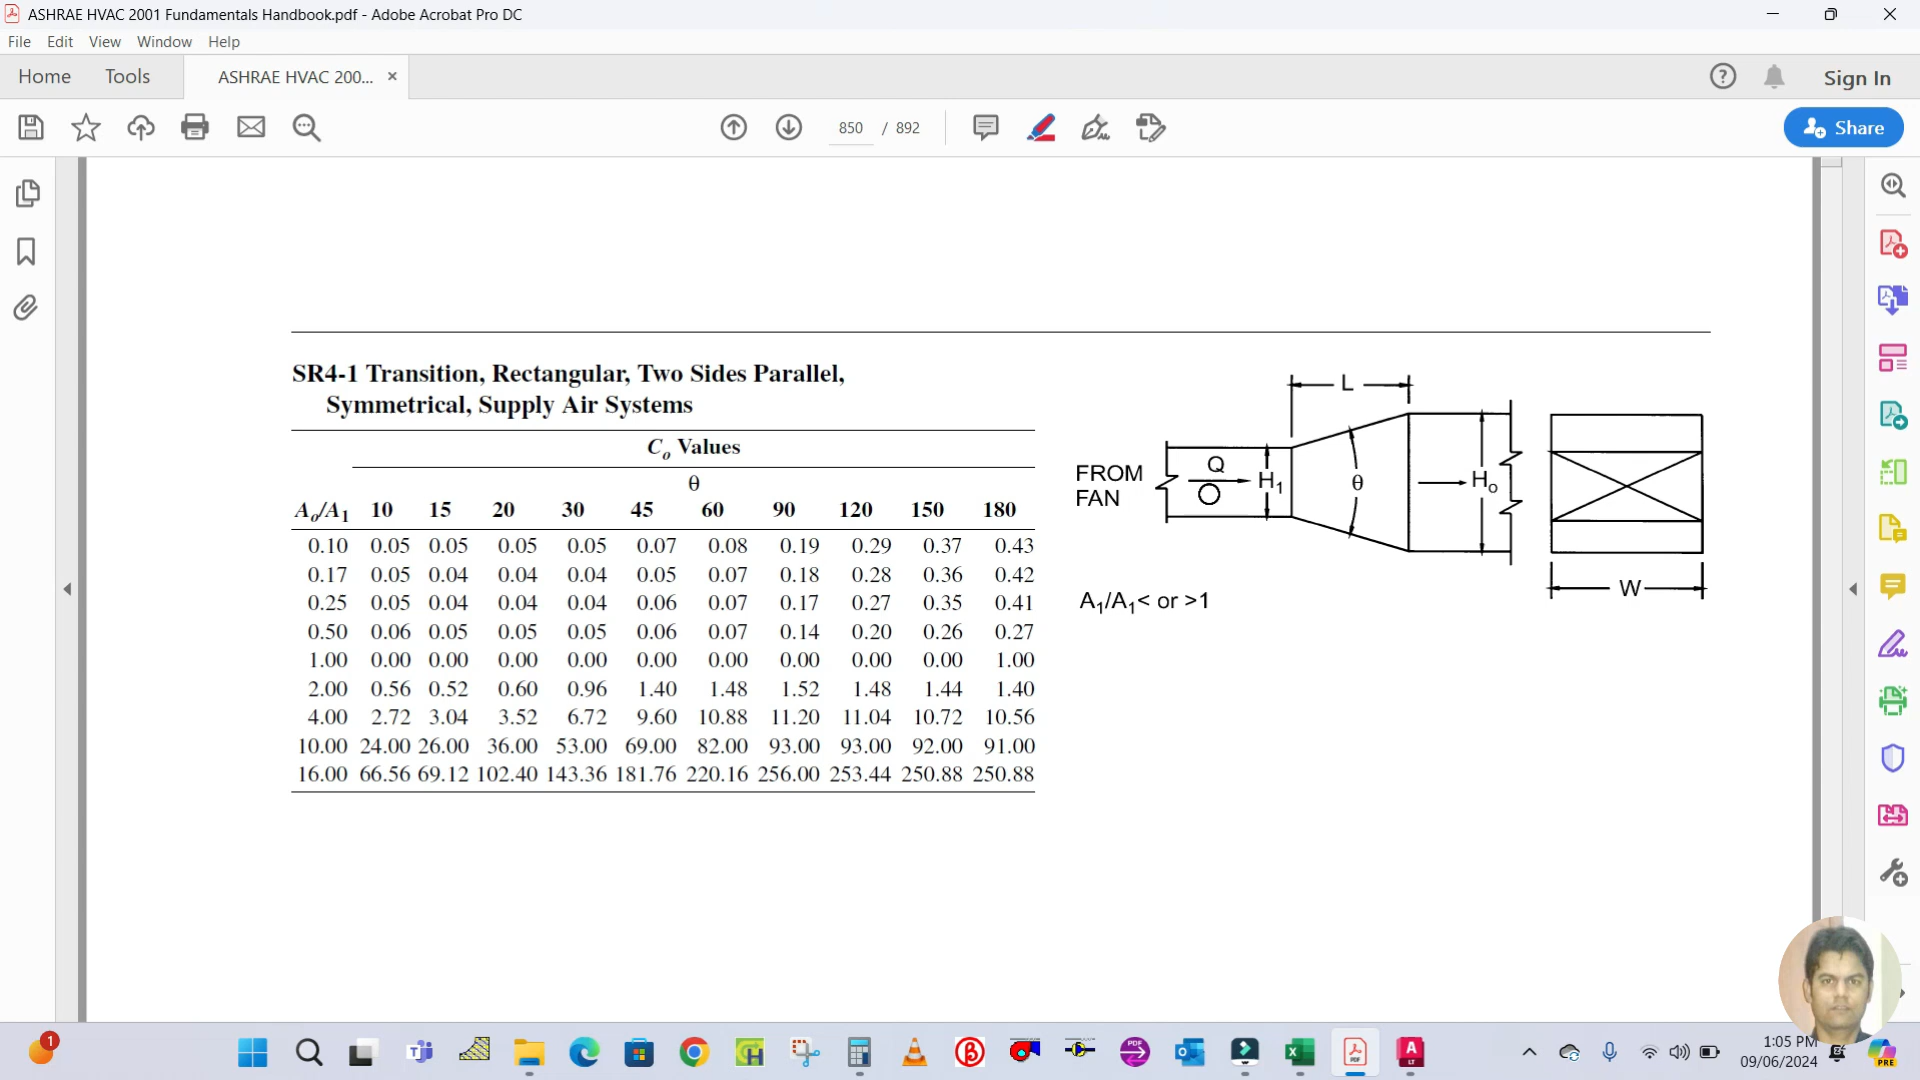 ASHRAE HVAC 2001 Fundamentals Handbook.pdf - Adobe Acrobat Pro DC
File Edit View Window Help
Home Tools ASHRAE HVAC 200... × Sign In
850 / 892 Share
SR4-1 Transition, Rectangular, Two Sides Parallel,
Symmetrical, Supply Air Systems
Co Values
θ
Ao/A1 10 15 20 30 45 60 90 120 150 180
0.10 0.05 0.05 0.05 0.05 0.07 0.08 0.19 0.29 0.37 0.43
0.17 0.05 0.04 0.04 0.04 0.05 0.07 0.18 0.28 0.36 0.42
0.25 0.05 0.04 0.04 0.04 0.06 0.07 0.17 0.27 0.35 0.41
0.50 0.06 0.05 0.05 0.05 0.06 0.07 0.14 0.20 0.26 0.27
1.00 0.00 0.00 0.00 0.00 0.00 0.00 0.00 0.00 0.00 1.00
2.00 0.56 0.52 0.60 0.96 1.40 1.48 1.52 1.48 1.44 1.40
4.00 2.72 3.04 3.52 6.72 9.60 10.88 11.20 11.04 10.72 10.56
10.00 24.00 26.00 36.00 53.00 69.00 82.00 93.00 93.00 92.00 91.00
16.00 66.56 69.12 102.40 143.36 181.76 220.16 256.00 253.44 250.88 250.88
L
FROM
FAN
Q
H1
θ
Ho
W
A1/A1< or >1
1
1:05 PM
09/06/2024
PRE